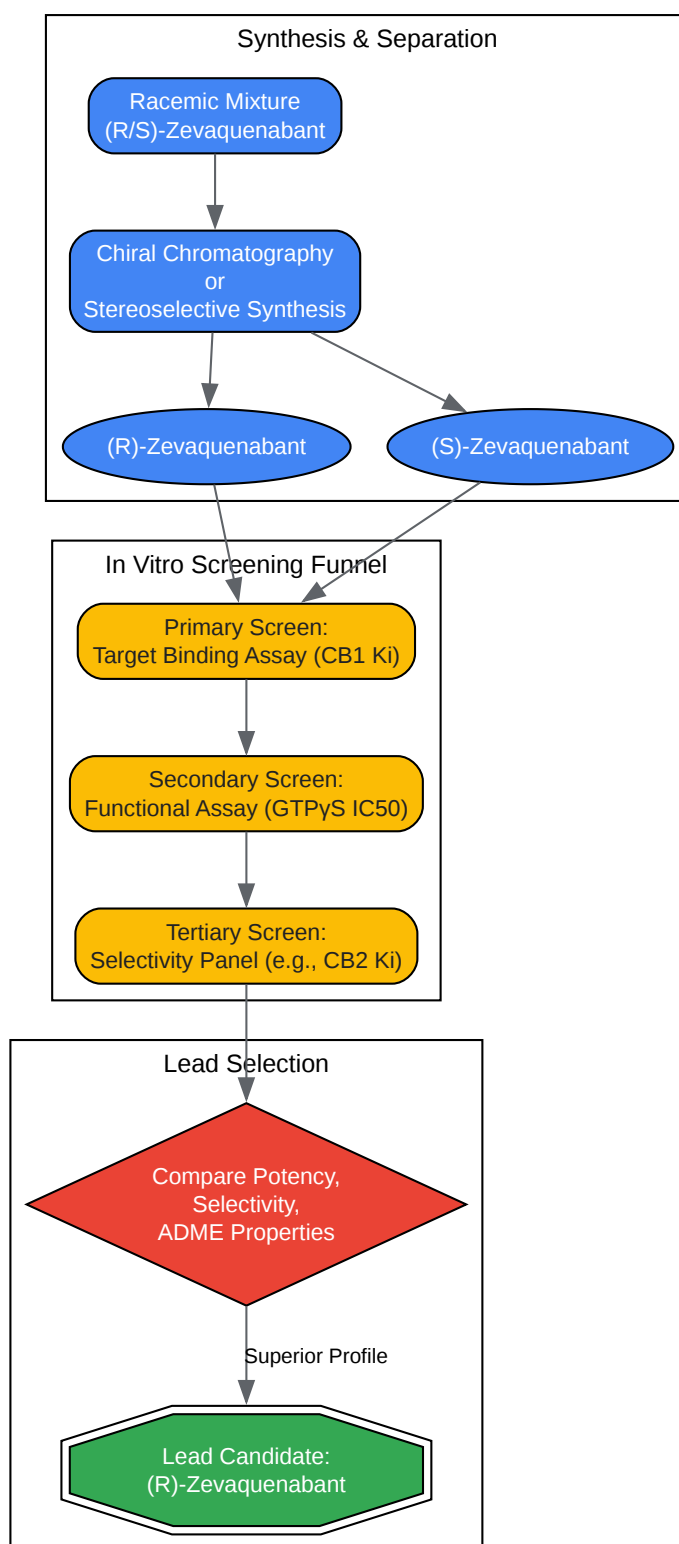 Synthesis & Separation
Racemic Mixture
(R/S)-Zevaquenabant
Chiral Chromatography
or
Stereoselective Synthesis
(R)-Zevaquenabant
(S)-Zevaquenabant
In Vitro Screening Funnel
Primary Screen:
Target Binding Assay (CB1 Ki)
Secondary Screen:
Functional Assay (GTPγS IC50)
Tertiary Screen:
Selectivity Panel (e.g., CB2 Ki)
Lead Selection
Compare Potency,
Selectivity,
ADME Properties
Superior Profile
Lead Candidate:
(R)-Zevaquenabant